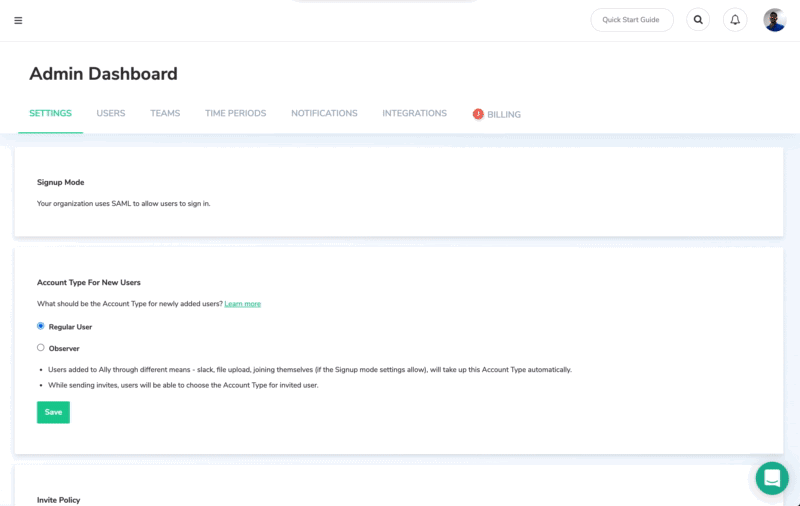 Quick Start Guide
Admin Dashboard
SETTINGS
USERS
TEAMS
TIME PERIODS
NOTIFICATIONS
INTEGRATIONS
BILLING
Signup Mode
Your organization uses SAML to allow users to sign in.
Account Type For New Users
What should be the Account Type for newly added users? Learn more
Regular User
Observer
• Users added to Ally through different means - slack, file upload, joining themselves (if the Signup mode settings allow), will take up this Account Type automatically.
• While sending invites, users will be able to choose the Account Type for invited user.
Save
Invite Policy